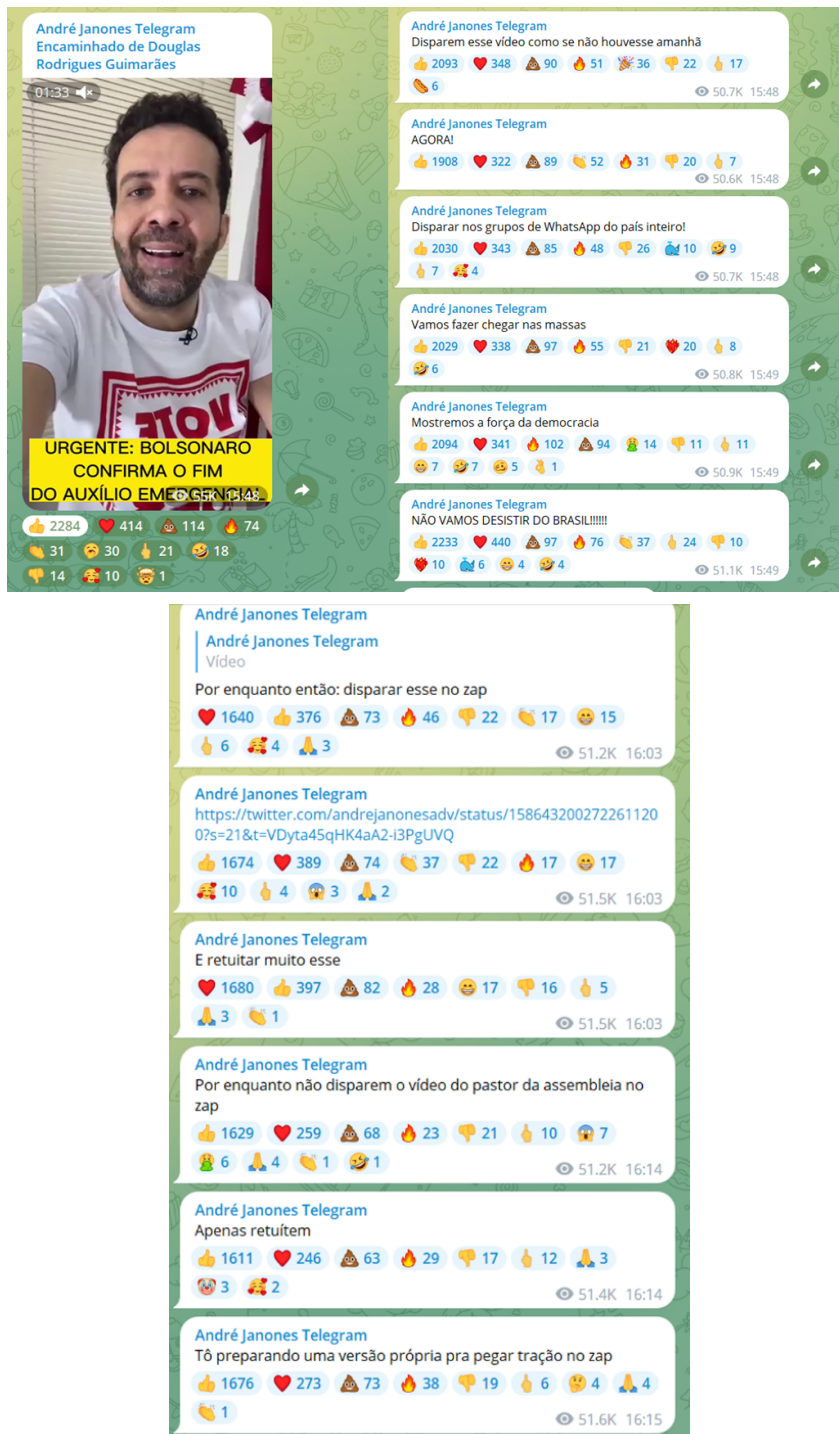 André Janones Telegram
Encaminhado de Douglas
Rodrigues Guimarães
01:33
VOTE
URGENTE: BOLSONARO
CONFIRMA O FIM
DO AUXÍLIO EMERGENCIAL.
55K 15:48
👍 2284 ❤️ 414 💩 114 🔥 74
👏 31 😢 30 🖕 21 🤣 18
👎 14 🥰 10 🤯 1
André Janones Telegram
Disparem esse vídeo como se não houvesse amanhã
👍 2093 ❤️ 348 💩 90 🔥 51 🎉 36 👎 22 🖕 17
🌭 6
50.7K 15:48
André Janones Telegram
AGORA!
👍 1908 ❤️ 322 💩 89 👏 52 🔥 31 👎 20 🖕 7
50.6K 15:48
André Janones Telegram
Disparar nos grupos de WhatsApp do país inteiro!
👍 2030 ❤️ 343 💩 85 🔥 48 👎 26 🐳 10 🤣 9
🖕 7 🥰 4
50.7K 15:48
André Janones Telegram
Vamos fazer chegar nas massas
👍 2029 ❤️ 338 💩 97 🔥 55 👎 21 ❤️‍🔥 20 🖕 8
🤣 6
50.8K 15:49
André Janones Telegram
Mostremos a força da democracia
👍 2094 ❤️ 341 🔥 102 💩 94 🤮 14 👎 11 🖕 11
😁 7 🤣 7 🥴 5 👌 1
50.9K 15:49
André Janones Telegram
NÃO VAMOS DESISTIR DO BRASIL!!!!!!
👍 2233 ❤️ 440 💩 97 🔥 76 👏 37 🖕 24 👎 10
❤️‍🔥 10 🐳 6 😁 4 🤣 4
51.1K 15:49
André Janones Telegram
André Janones Telegram
Vídeo
Por enquanto então: disparar esse no zap
❤️ 1640 👍 376 💩 73 🔥 46 👎 22 👏 17 😁 15
🖕 6 🥰 4 🙏 3
51.2K 16:03
André Janones Telegram
https://twitter.com/andrejanonesadv/status/158643200272261120
0?s=21&t=VDyta45qHK4aA2-i3PgUVQ
👍 1674 ❤️ 389 💩 74 👏 37 👎 22 🔥 17 😁 17
🥰 10 🖕 4 😱 3 🙏 2
51.5K 16:03
André Janones Telegram
E retuitar muito esse
❤️ 1680 👍 397 💩 82 🔥 28 😁 17 👎 16 🖕 5
🙏 3 👏 1
51.5K 16:03
André Janones Telegram
Por enquanto não disparem o vídeo do pastor da assembleia no
zap
👍 1629 ❤️ 259 💩 68 🔥 23 👎 21 🖕 10 😱 7
🤮 6 🙏 4 👏 1 🤣 1
51.2K 16:14
André Janones Telegram
Apenas retuítem
👍 1611 ❤️ 246 💩 63 🔥 29 👎 17 🖕 12 🙏 3
🤡 3 🥰 2
51.4K 16:14
André Janones Telegram
Tô preparando uma versão própria pra pegar tração no zap
👍 1676 ❤️ 273 💩 73 🔥 38 👎 19 🖕 6 🤔 4 🙏 4
👏 1
51.6K 16:15